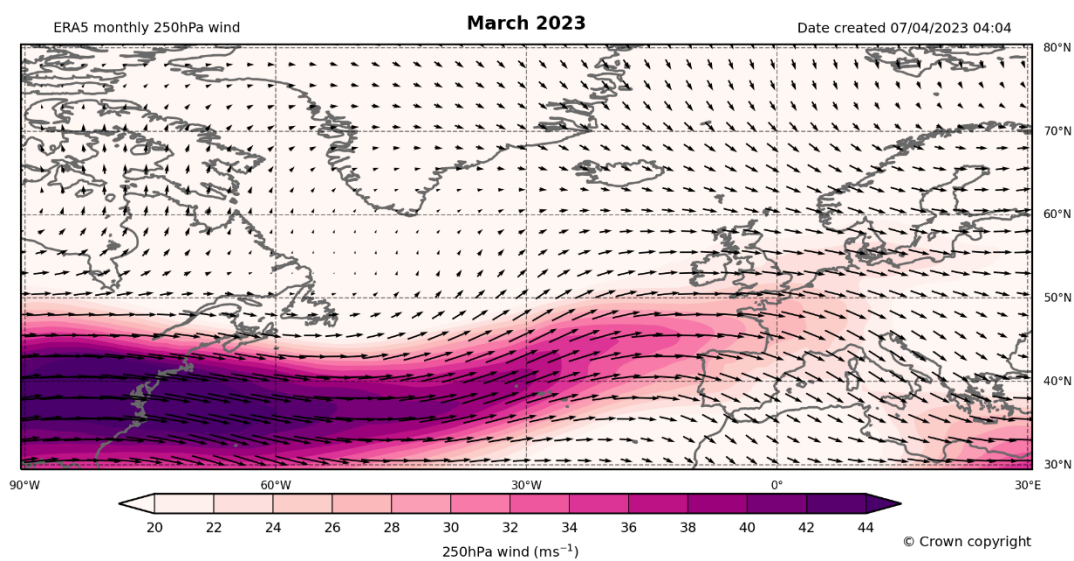 March 2023
ERA5 monthly 250hPa wind
Date created 07/04/2023 04:04
80°N
70°N
60°N
50°N
40°N
30°N
90°W 60°W 30°W 0° 30°E
20 22 24 26 28 30 32 34 36 38 40 42 44
250hPa wind (ms⁻¹)
© Crown copyright